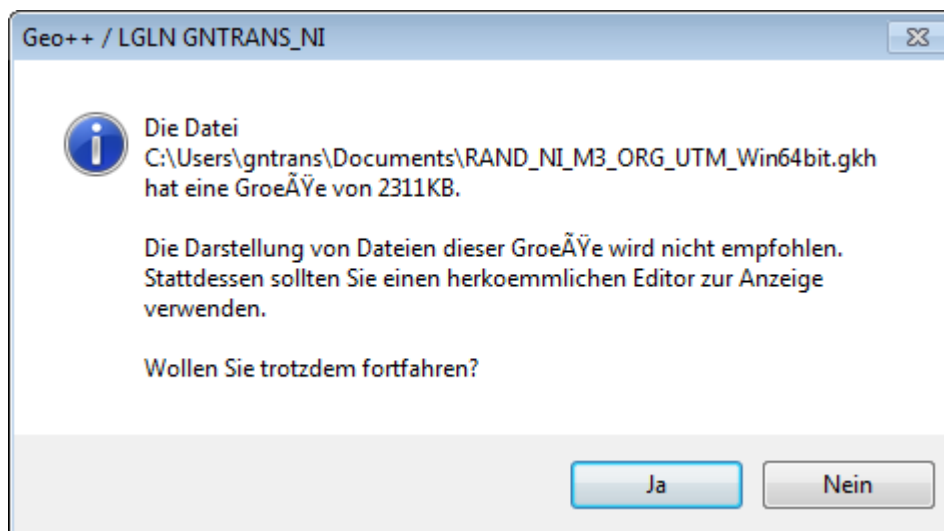 Geo++ / LGLN GNTRANS_NI
Die Datei
C:\Users\gntrans\Documents\RAND_NI_M3_ORG_UTM_Win64bit.gkh
hat eine GroeÃŸe von 2311KB.
Die Darstellung von Dateien dieser GroeÃŸe wird nicht empfohlen.
Stattdessen sollten Sie einen herkoemmlichen Editor zur Anzeige
verwenden.
Wollen Sie trotzdem fortfahren?
Ja
Nein